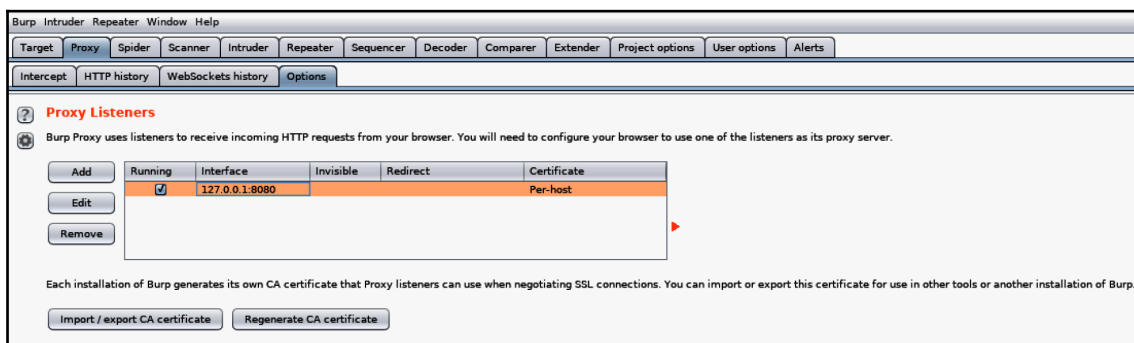 Burp Intruder Repeater Window Help
Target Proxy Spider Scanner Intruder Repeater Sequencer Decoder Comparer Extender Project options User options Alerts
Intercept HTTP history WebSockets history Options
? Proxy Listeners
Burp Proxy uses listeners to receive incoming HTTP requests from your browser. You will need to configure your browser to use one of the listeners as its proxy server.
Add Running Interface Invisible Redirect Certificate
127.0.0.1:8080 Per-host
Edit
Remove
Each installation of Burp generates its own CA certificate that Proxy listeners can use when negotiating SSL connections. You can import or export this certificate for use in other tools or another installation of Burp.
Import / export CA certificate Regenerate CA certificate